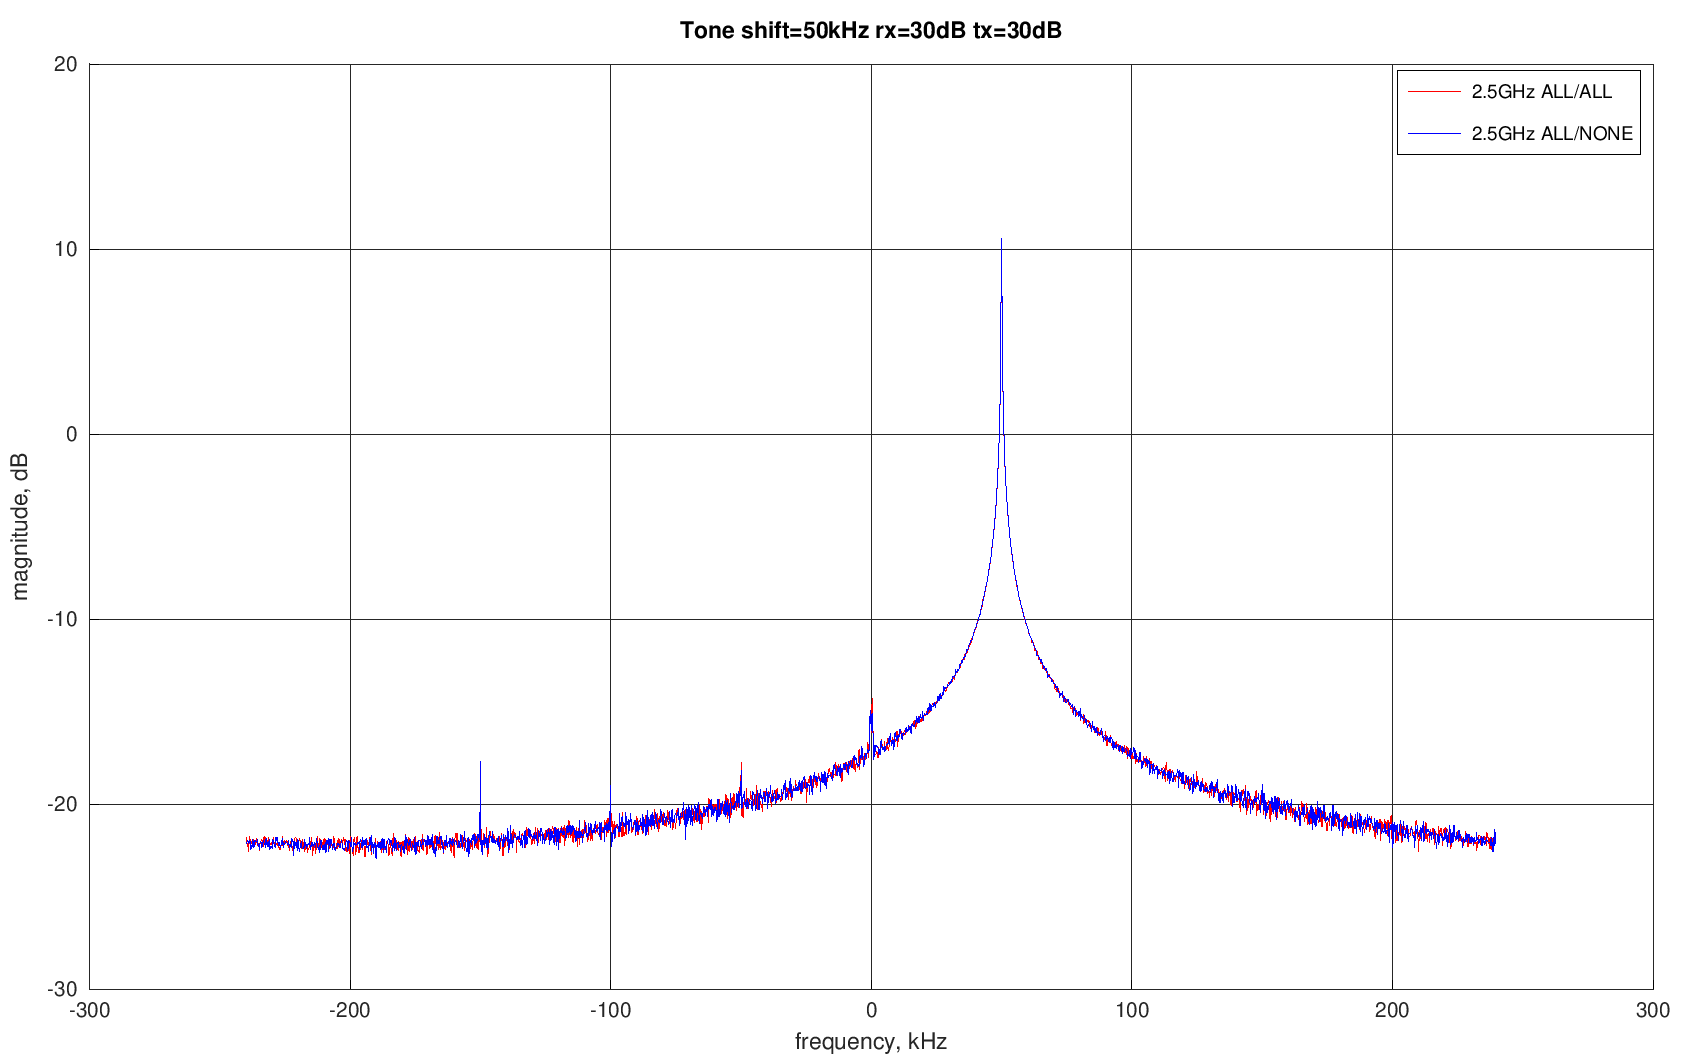 Tone shift=50kHz rx=30dB tx=30dB
2.5GHz ALL/ALL
2.5GHz ALL/NONE
20
10
0
-10
-20
-30
magnitude, dB
-300
-200
-100
0
100
200
300
frequency, kHz